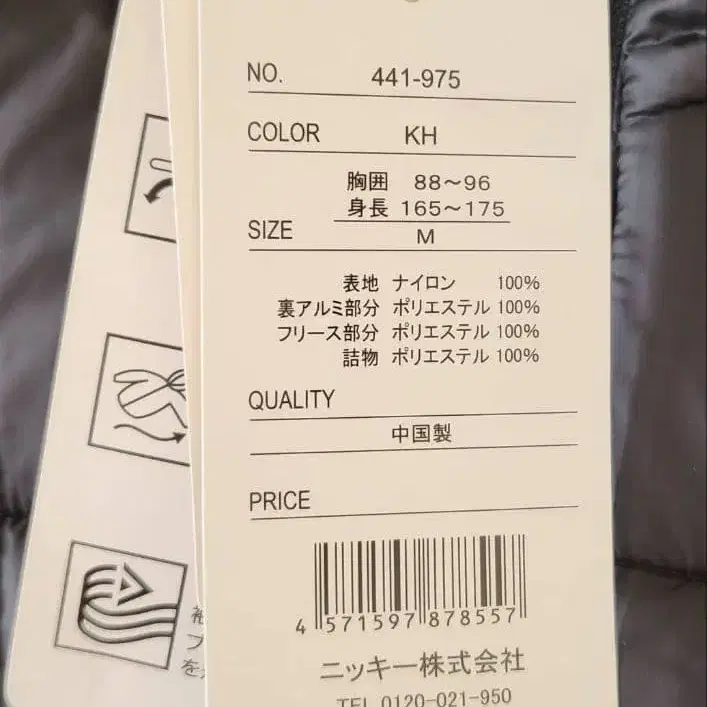 NO. 441-975
COLOR KH
胸囲 88～96
身長 165～175
SIZE M
表地 ナイロン 100%
裏アルミ部分 ポリエステル 100%
フリース部分 ポリエステル 100%
詰物 ポリエステル 100%
QUALITY
中国製
PRICE
4 571597 878557
ニッキー株式会社
TEL 0120-021-950